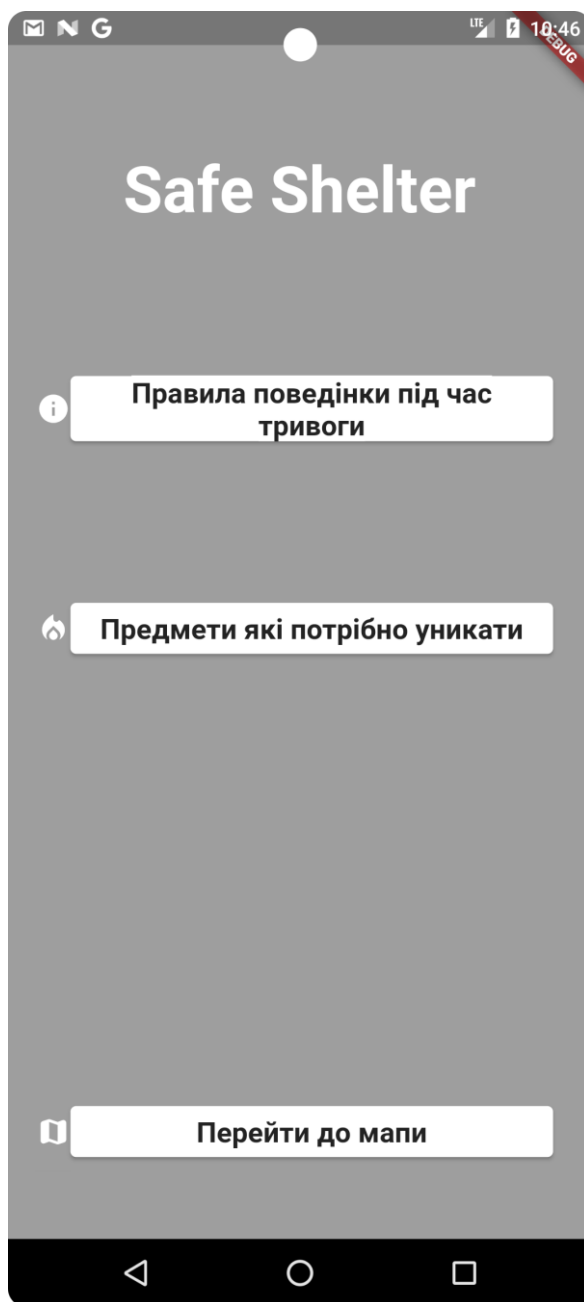 10:46
DEBUG
Safe Shelter
Правила поведінки під час
тривоги
Предмети які потрібно уникати
Перейти до мапи